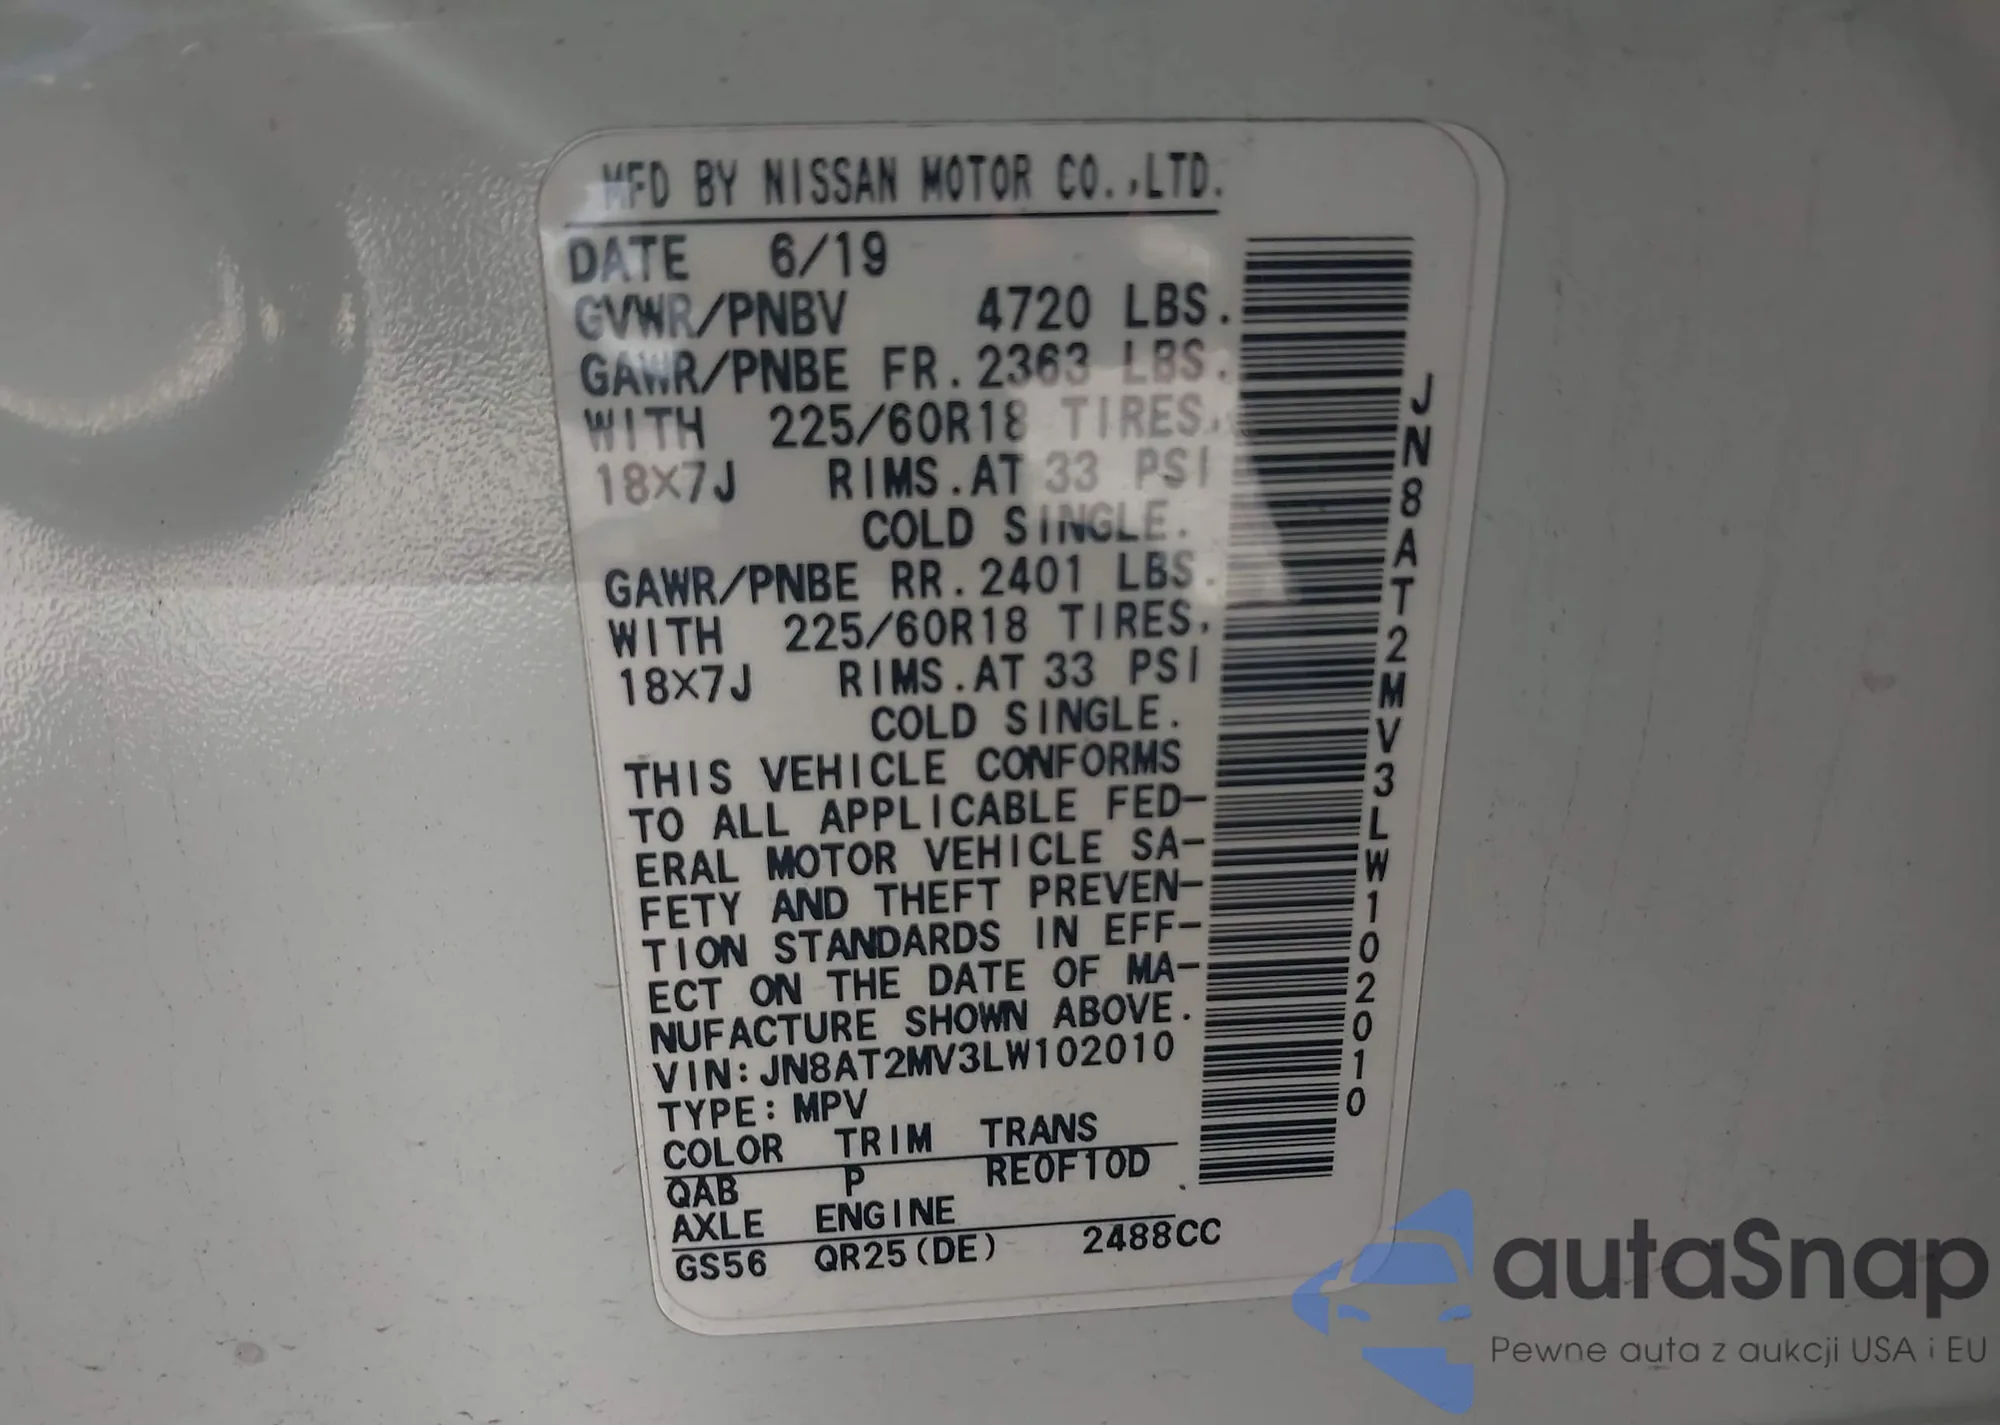 MFD BY NISSAN MOTOR CO.,LTD.
DATE 6/19
GVWR/PNBV 4720 LBS.
GAWR/PNBE FR.2363 LBS.
WITH 225/60R18 TIRES,
18X7J RIMS.AT 33 PSI
COLD SINGLE.
GAWR/PNBE RR.2401 LBS.
WITH 225/60R18 TIRES,
18X7J RIMS.AT 33 PSI
COLD SINGLE.
THIS VEHICLE CONFORMS
TO ALL APPLICABLE FED-
ERAL MOTOR VEHICLE SA-
FETY AND THEFT PREVEN-
TION STANDARDS IN EFF-
ECT ON THE DATE OF MA-
NUFACTURE SHOWN ABOVE.
VIN:JN8AT2MV3LW102010
TYPE:MPV
COLOR TRIM TRANS
QAB P RE0F10D
AXLE ENGINE
GS56 QR25(DE) 2488CC
JN8AT2MV3LW102010
autaSnap
Pewne auta z aukcji USA i EU